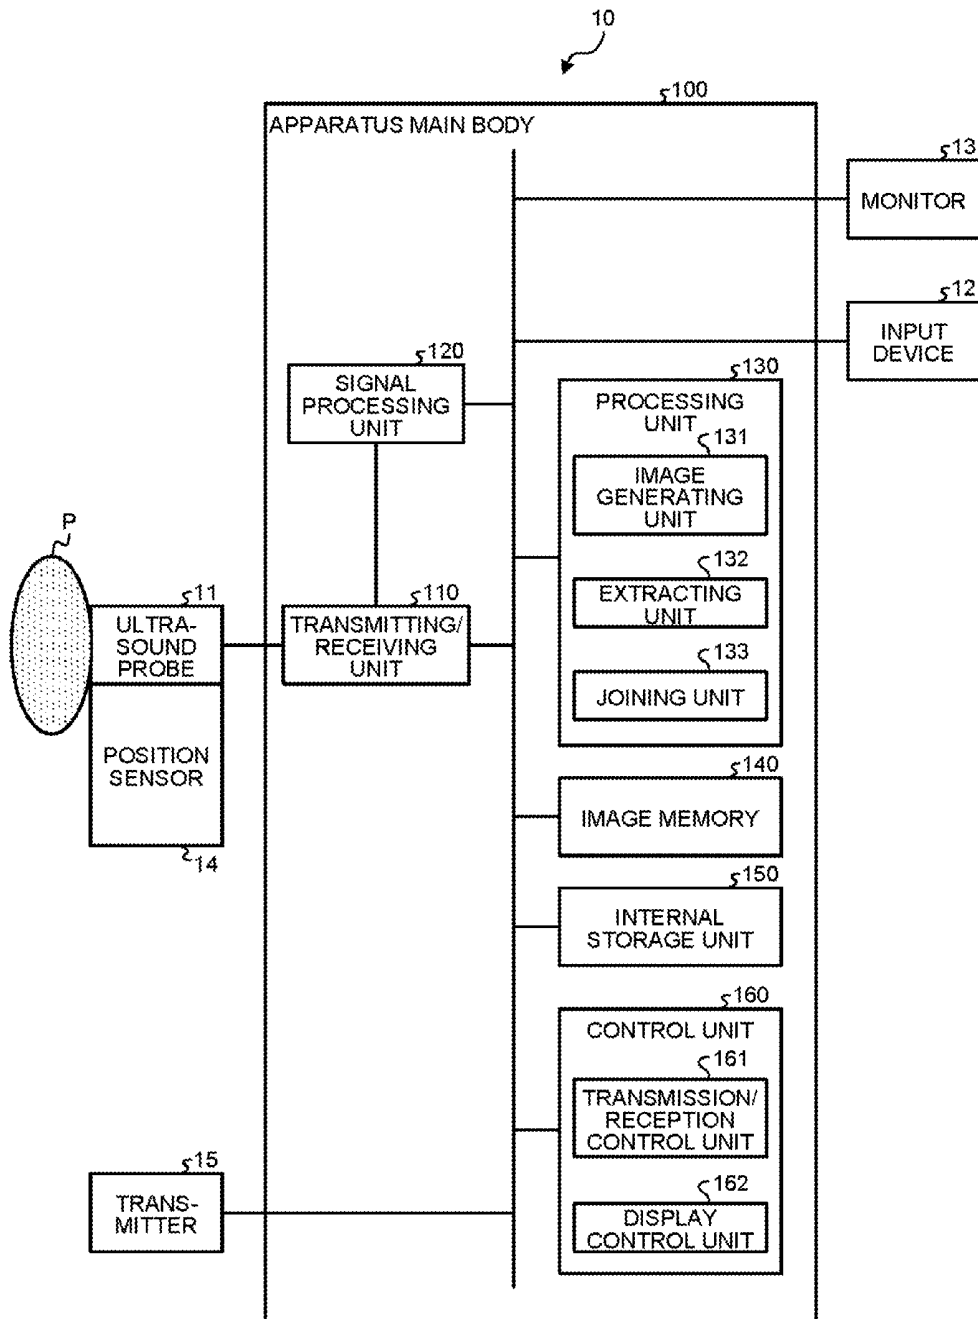 10
100
APPARATUS MAIN BODY
13
MONITOR
12
INPUT
DEVICE
120
SIGNAL
PROCESSING
UNIT
130
PROCESSING
UNIT
131
IMAGE
GENERATING
UNIT
132
EXTRACTING
UNIT
133
JOINING UNIT
P
11
ULTRA-
SOUND
PROBE
110
TRANSMITTING/
RECEIVING
UNIT
POSITION
SENSOR
14
140
IMAGE MEMORY
150
INTERNAL
STORAGE UNIT
160
CONTROL UNIT
161
TRANSMISSION/
RECEPTION
CONTROL UNIT
162
DISPLAY
CONTROL UNIT
15
TRANS-
MITTER